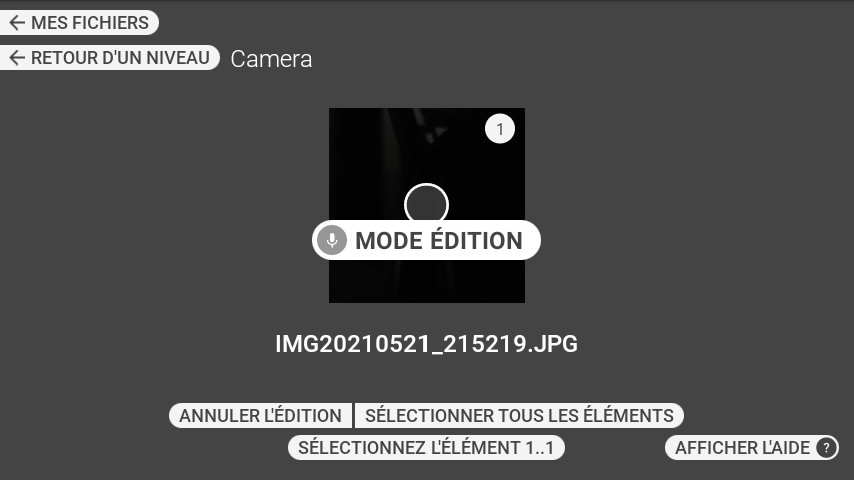 MES FICHIERS
RETOUR D'UN NIVEAU Camera
1
MODE ÉDITION
IMG20210521_215219.JPG
ANNULER L'ÉDITION SÉLECTIONNER TOUS LES ÉLÉMENTS
SÉLECTIONNEZ L'ÉLÉMENT 1..1 AFFICHER L'AIDE ?